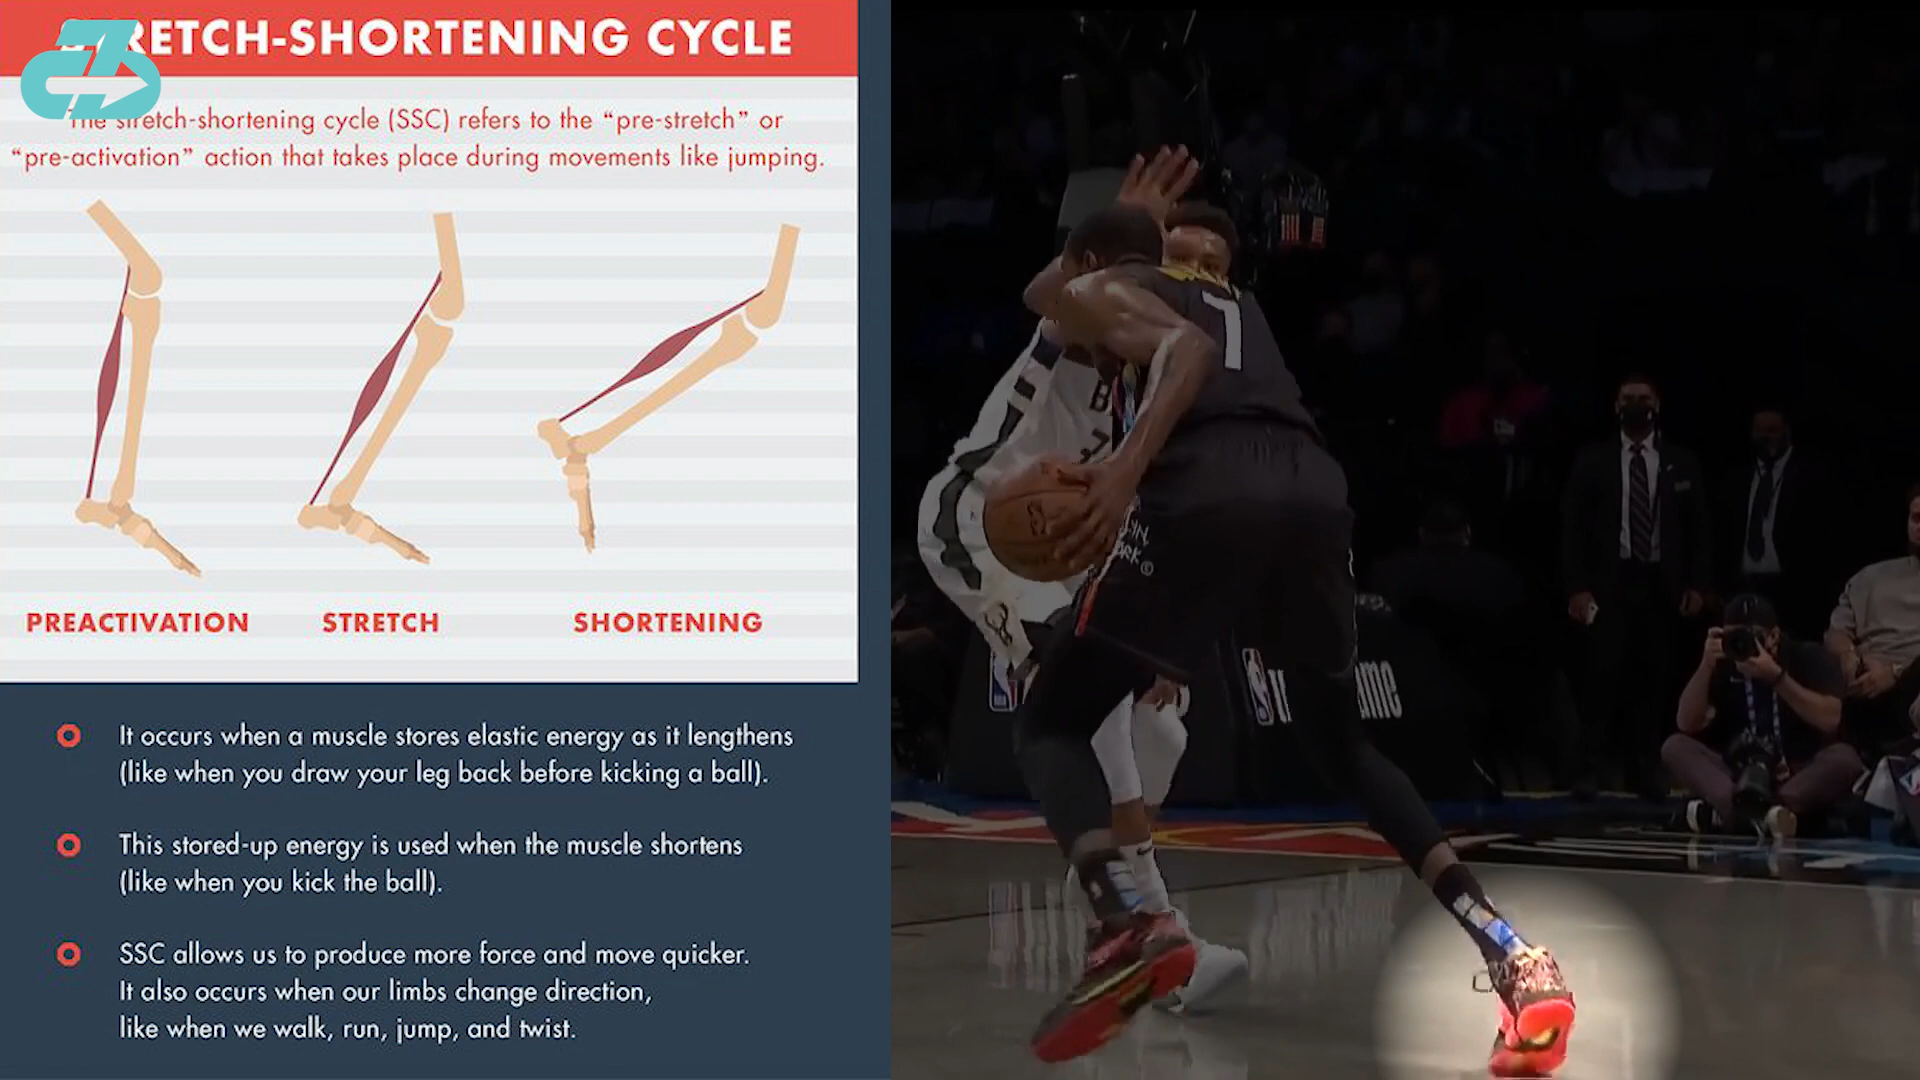 RETCH-SHORTENING CYCLE
The stretch-shortening cycle (SSC) refers to the “pre-stretch” or
“pre-activation” action that takes place during movements like jumping.
PREACTIVATION
STRETCH
SHORTENING
It occurs when a muscle stores elastic energy as it lengthens
(like when you draw your leg back before kicking a ball).
This stored-up energy is used when the muscle shortens
(like when you kick the ball).
SSC allows us to produce more force and move quicker.
It also occurs when our limbs change direction,
like when we walk, run, jump, and twist.
7